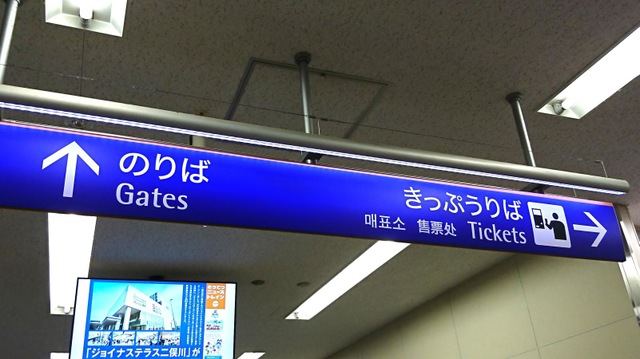 のりば
Gates
きっぷうりば
매표소 售票处 Tickets
「ジョイナステラス二俣川」が